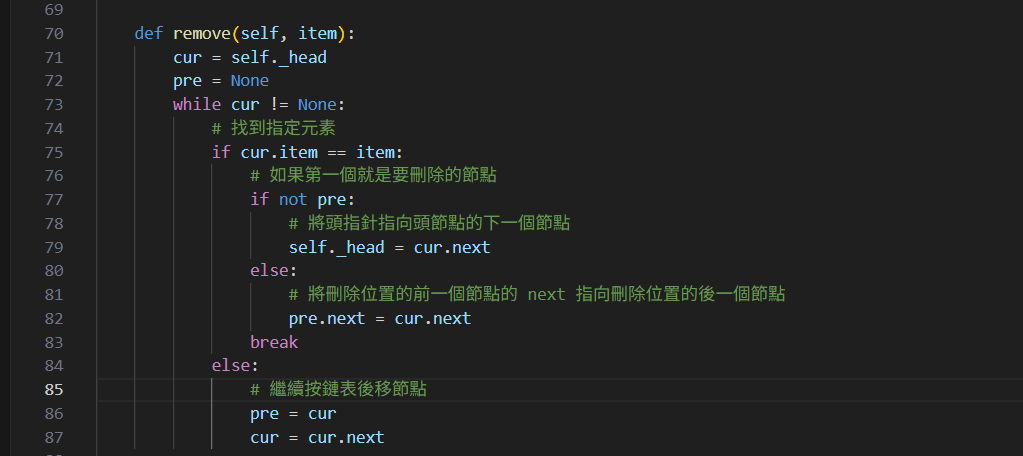 69
70 def remove(self, item):
71 cur = self._head
72 pre = None
73 while cur != None:
74 # 找到指定元素
75 if cur.item == item:
76 # 如果第一個就是要刪除的節點
77 if not pre:
78 # 將頭指針指向頭節點的下一個節點
79 self._head = cur.next
80 else:
81 # 將刪除位置的前一個節點的 next 指向刪除位置的後一個節點
82 pre.next = cur.next
83 break
84 else:
85 # 繼續按鏈表後移節點
86 pre = cur
87 cur = cur.next